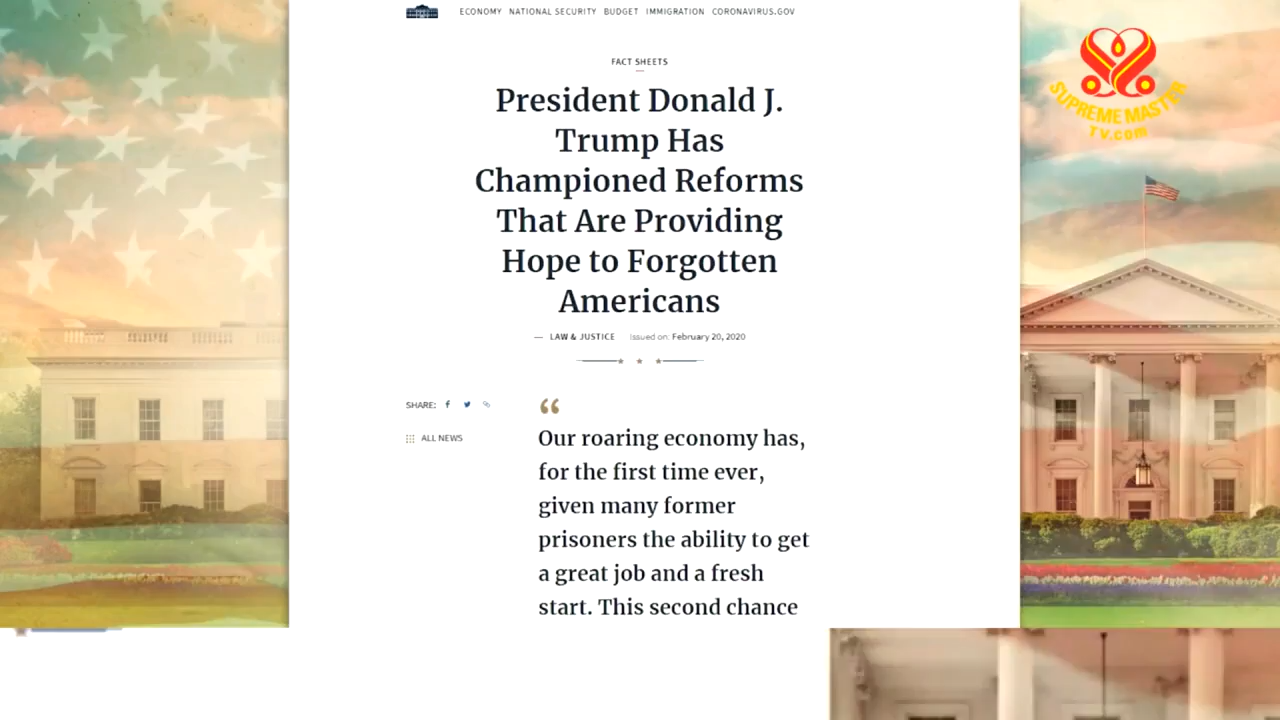 ECONOMY NATIONAL SECURITY BUDGET IMMIGRATION CORONAVIRUS.GOV
SUPREME MASTER
TV.com
FACT SHEETS
President Donald J.
Trump Has
Championed Reforms
That Are Providing
Hope to Forgotten
Americans
— LAW & JUSTICE Issued on: February 20, 2020
SHARE:
ALL NEWS
“
Our roaring economy has,
for the first time ever,
given many former
prisoners the ability to get
a great job and a fresh
start. This second chance